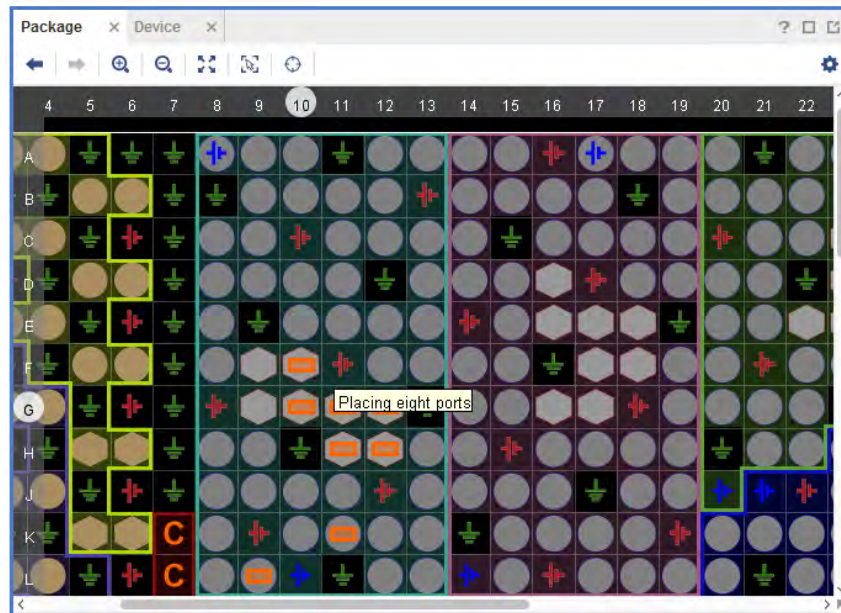 Package × Device × ?
4 5 6 7 8 9 10 11 12 13 14 15 16 17 18 19 20 21 22
A
B
C
D
E
F
Placing eight ports
G
H
J
K C
L C